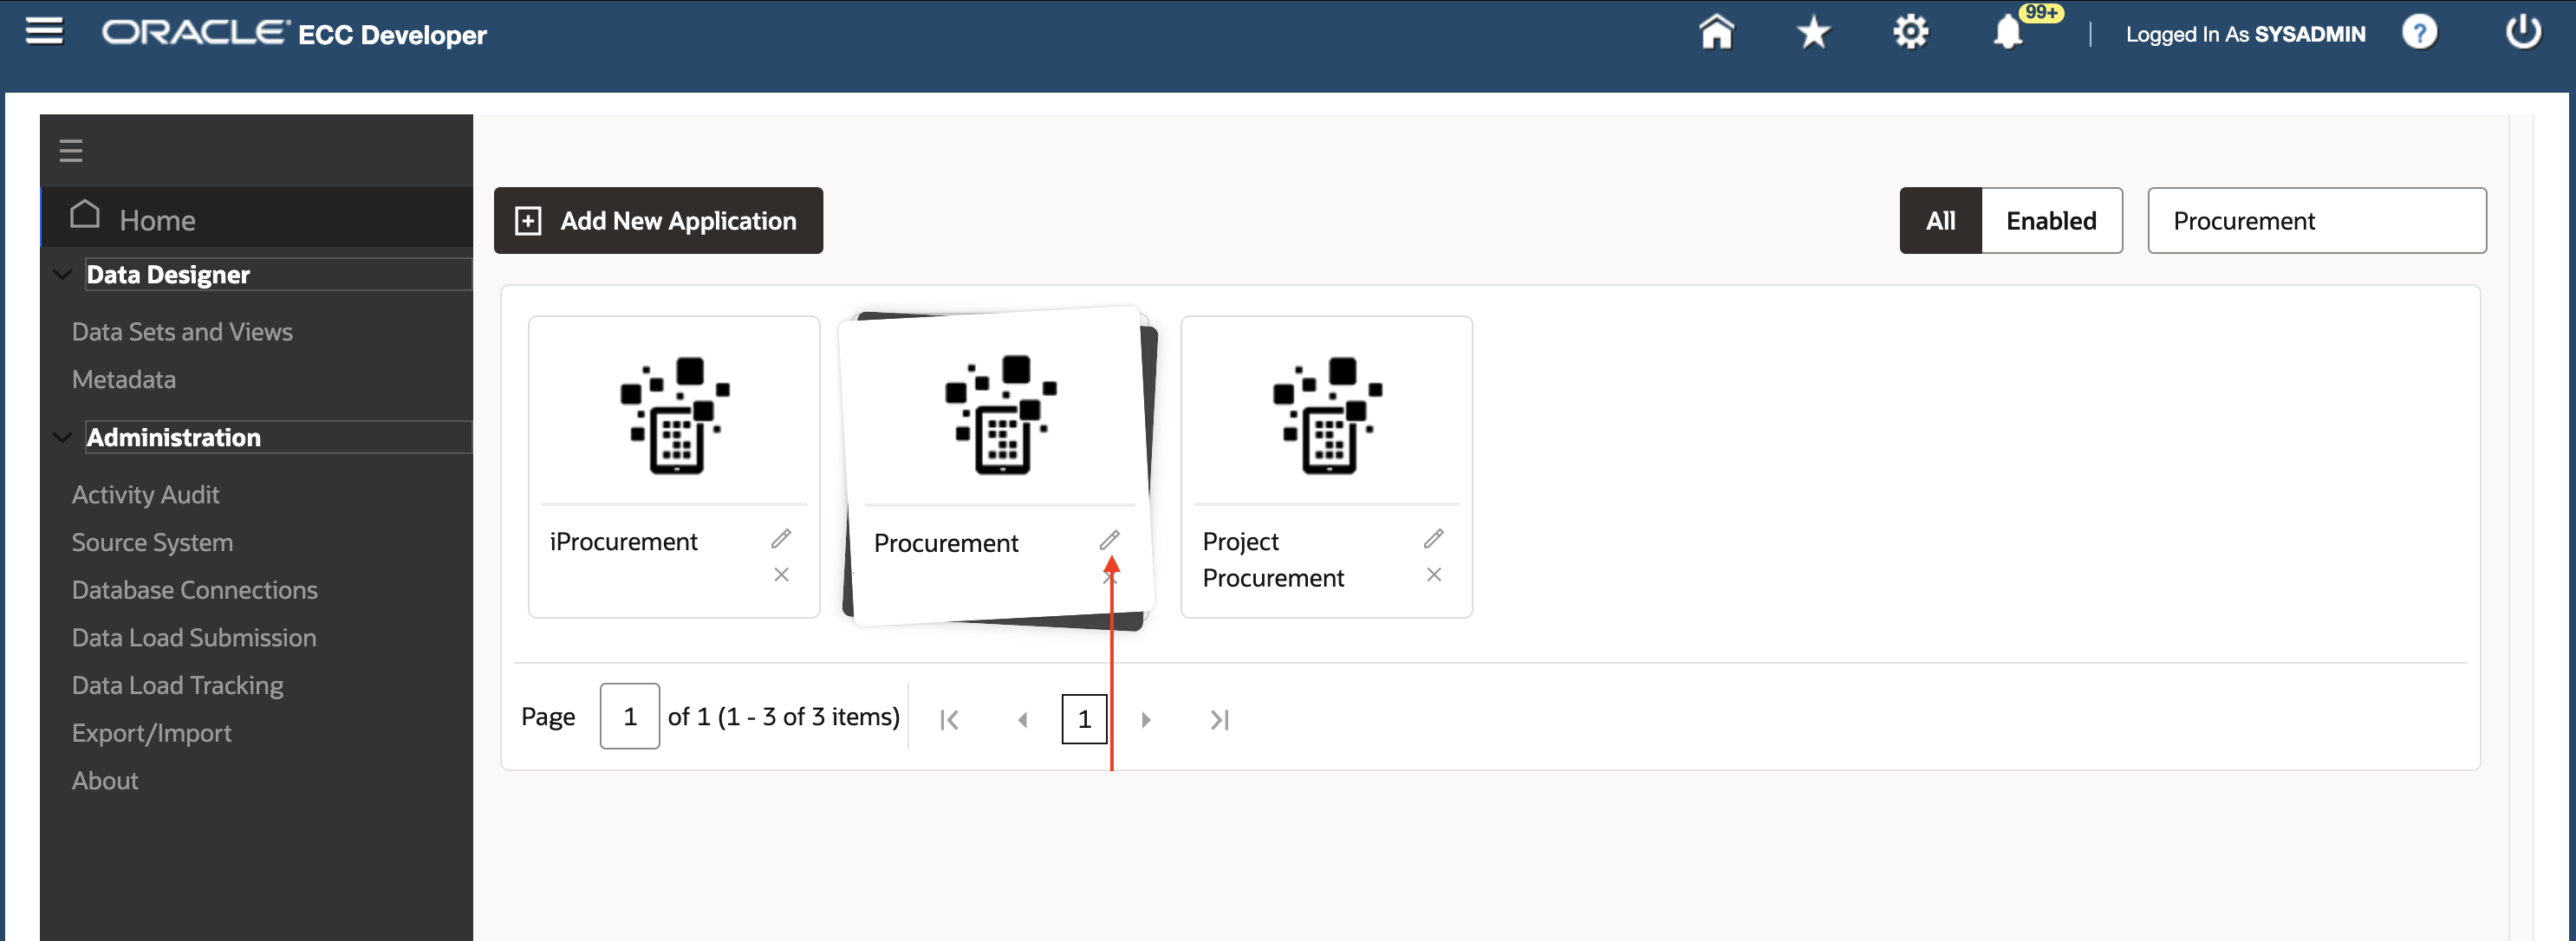 ORACLE ECC Developer
99+
Logged In As SYSADMIN
?
Home
Data Designer
Data Sets and Views
Metadata
Administration
Activity Audit
Source System
Database Connections
Data Load Submission
Data Load Tracking
Export/Import
About
Add New Application
All
Enabled
Procurement
iProcurement
Procurement
Project
Procurement
Page 1 of 1 (1 - 3 of 3 items)
1